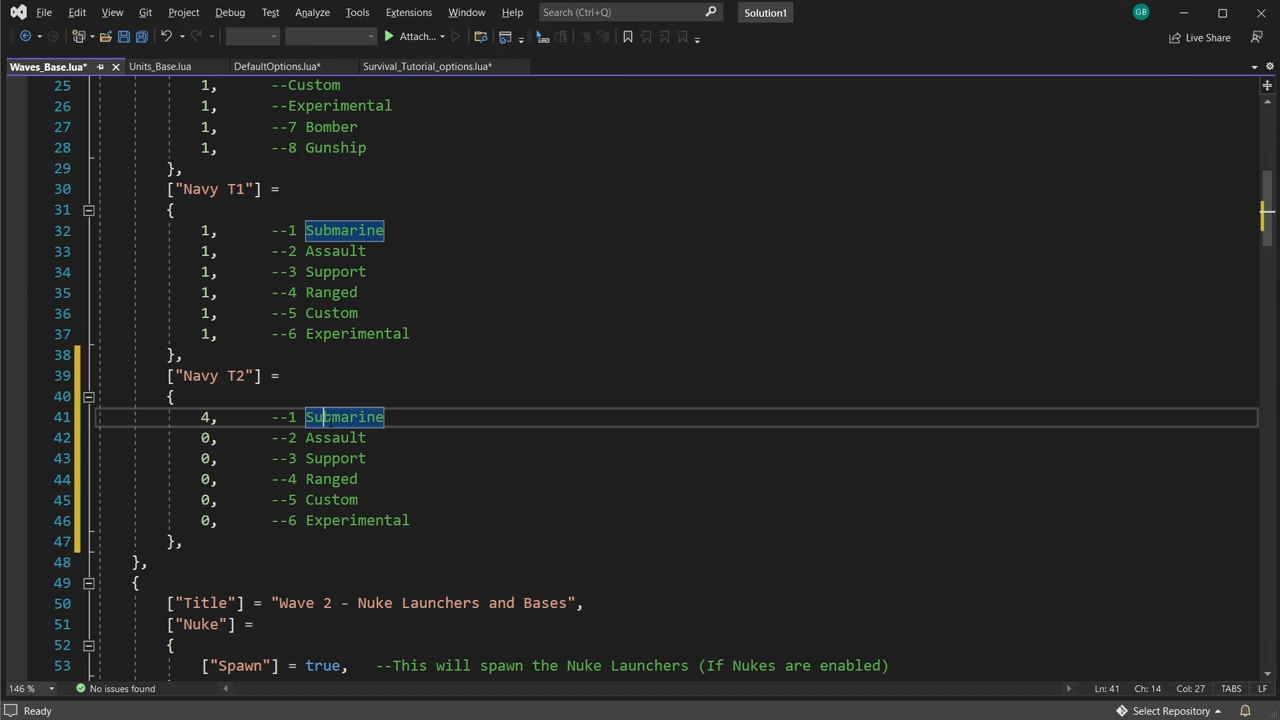 File Edit View Git Project Debug Test Analyze Tools Extensions Window Help Search (Ctrl+Q) Solution1 GB
Attach... Live Share
Waves_Base.lua* Units_Base.lua DefaultOptions.lua* Survival_Tutorial_options.lua*
25 1, --Custom
26 1, --Experimental
27 1, --7 Bomber
28 1, --8 Gunship
29 },
30 ["Navy T1"] =
31 {
32 1, --1 Submarine
33 1, --2 Assault
34 1, --3 Support
35 1, --4 Ranged
36 1, --5 Custom
37 1, --6 Experimental
38 },
39 ["Navy T2"] =
40 {
41 4, --1 Submarine
42 0, --2 Assault
43 0, --3 Support
44 0, --4 Ranged
45 0, --5 Custom
46 0, --6 Experimental
47 },
48 },
49 {
50 ["Title"] = "Wave 2 - Nuke Launchers and Bases",
51 ["Nuke"] =
52 {
53 ["Spawn"] = true, --This will spawn the Nuke Launchers (If Nukes are enabled)
146 % No issues found Ln: 41 Ch: 14 Col: 27 TABS LF
Ready Select Repository